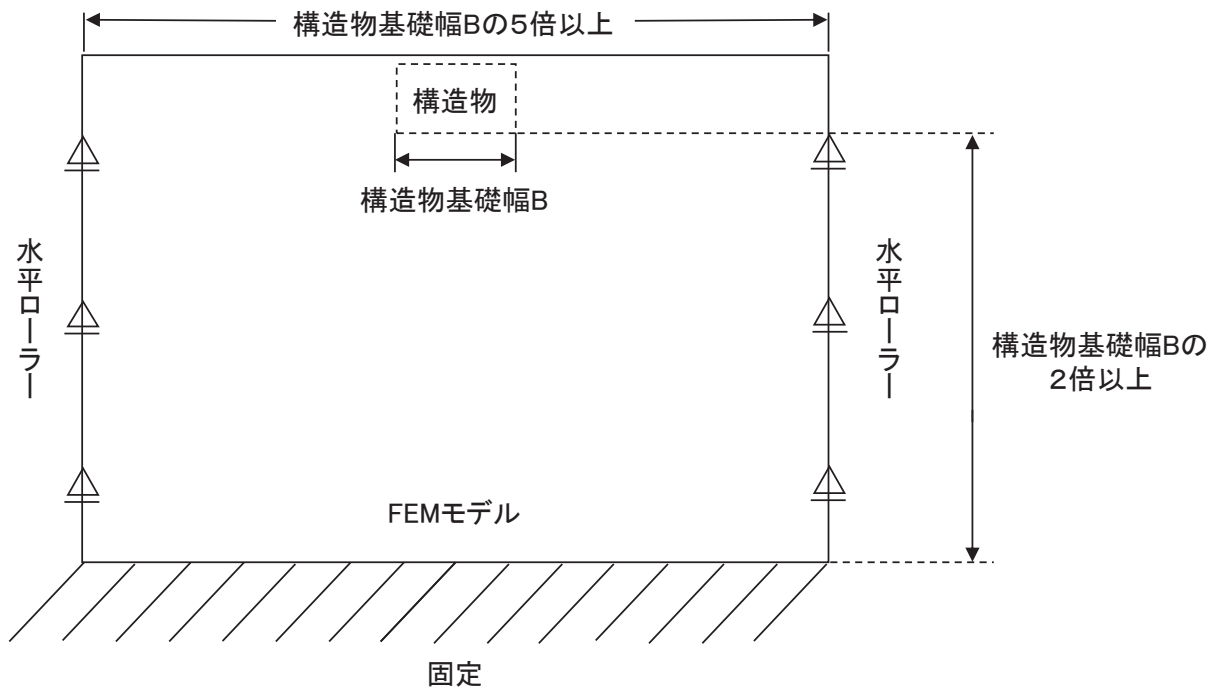 構造物基礎幅Bの5倍以上
構造物
構造物基礎幅B
水平ローラー
水平ローラー
構造物基礎幅Bの
2倍以上
FEMモデル
固定